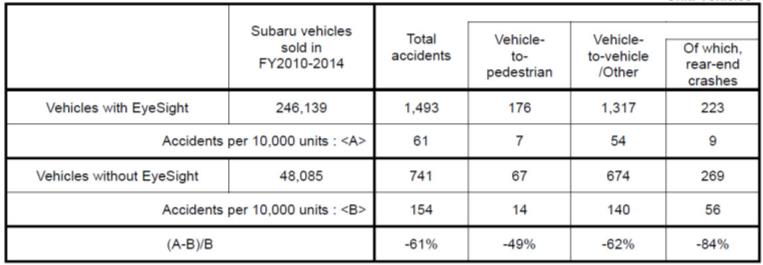 Subaru vehicles
sold in
FY2010-2014
Total
accidents
Vehicle-
to-
pedestrian
Vehicle-
to-vehicle
/Other
Of which,
rear-end
crashes
Vehicles with EyeSight 246,139 1,493 176 1,317 223
Accidents per 10,000 units : <A> 61 7 54 9
Vehicles without EyeSight 48,085 741 67 674 269
Accidents per 10,000 units : <B> 154 14 140 56
(A-B)/B -61% -49% -62% -84%